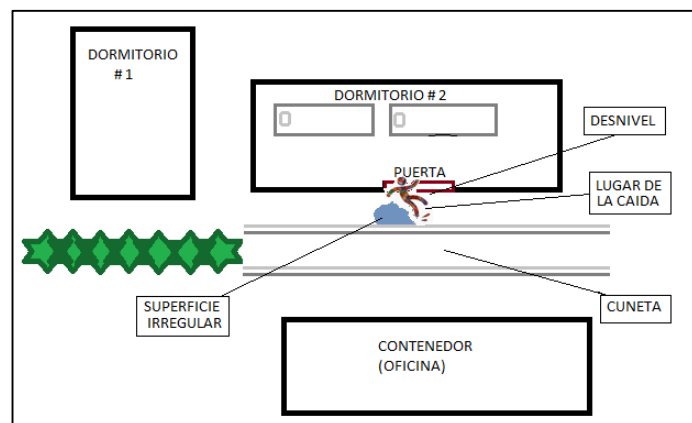 DORMITORIO
# 1
DORMITORIO # 2
DESNIVEL
PUERTA
LUGAR DE
LA CAIDA
SUPERFICIE
IRREGULAR
CUNETA
CONTENEDOR
(OFICINA)